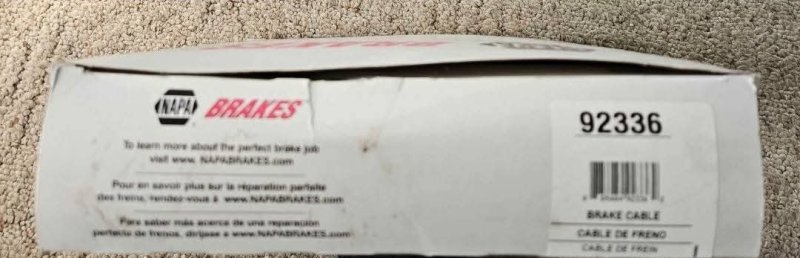 NAPA BRAKES
To learn more about the perfect brake job
visit www.NAPABRAKES.com
Pour en savoir plus sur la réparation parfaite
des freins, rendez-vous à www.NAPABRAKES.com
Para saber más acerca de una reparación
perfecta de frenos, diríjase a www.NAPABRAKES.com
92336
BRAKE CABLE
CABLE DE FRENO
CABLE DE FREIN